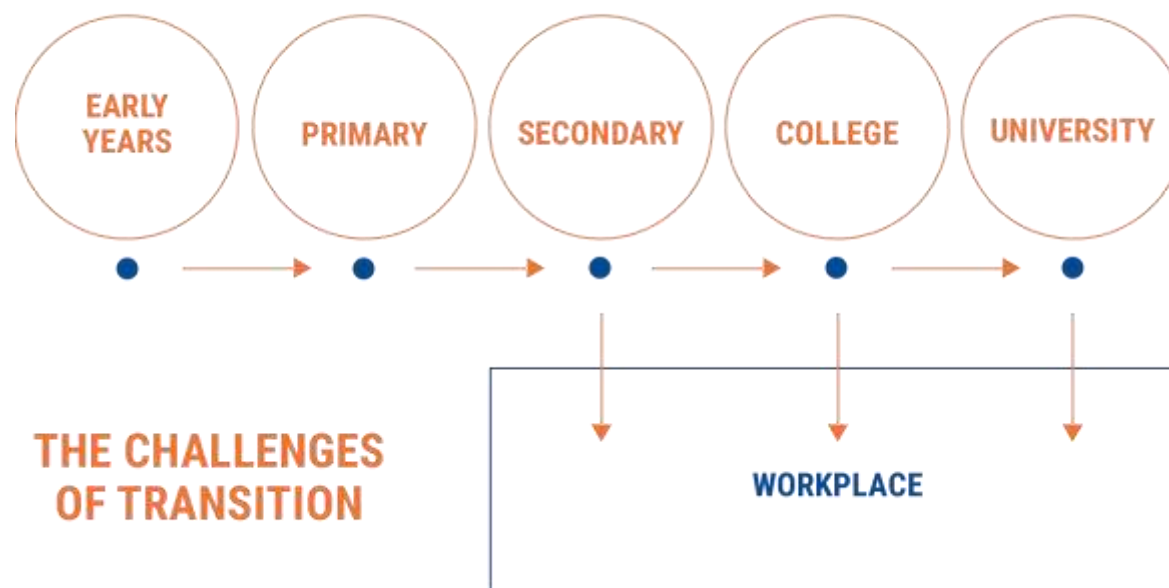 EARLY
YEARS
PRIMARY
SECONDARY
COLLEGE
UNIVERSITY
THE CHALLENGES
OF TRANSITION
WORKPLACE